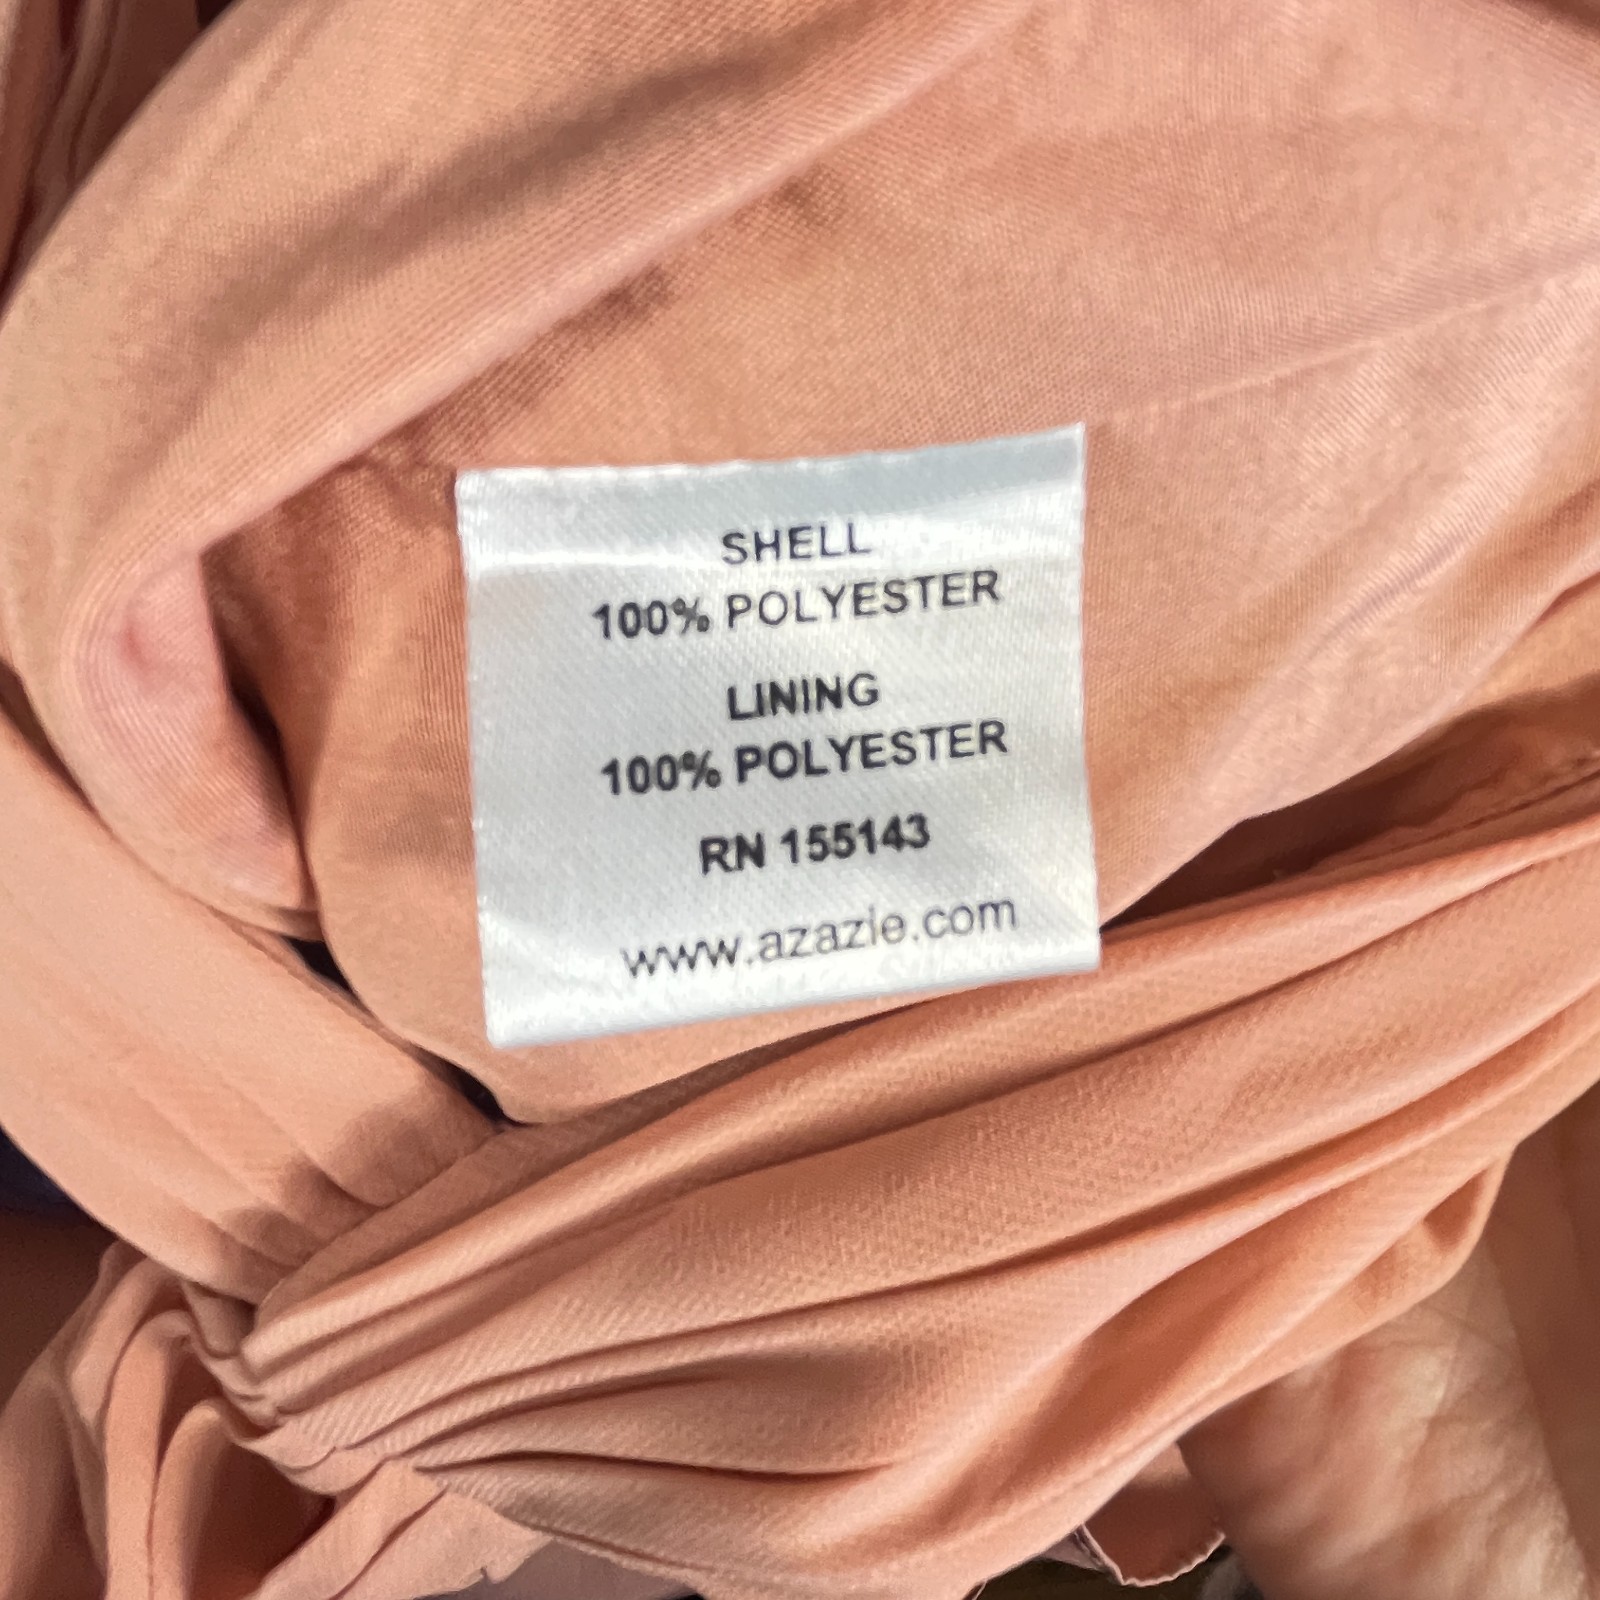 SHELL
100% POLYESTER
LINING
100% POLYESTER
RN 155143
www.azazie.com